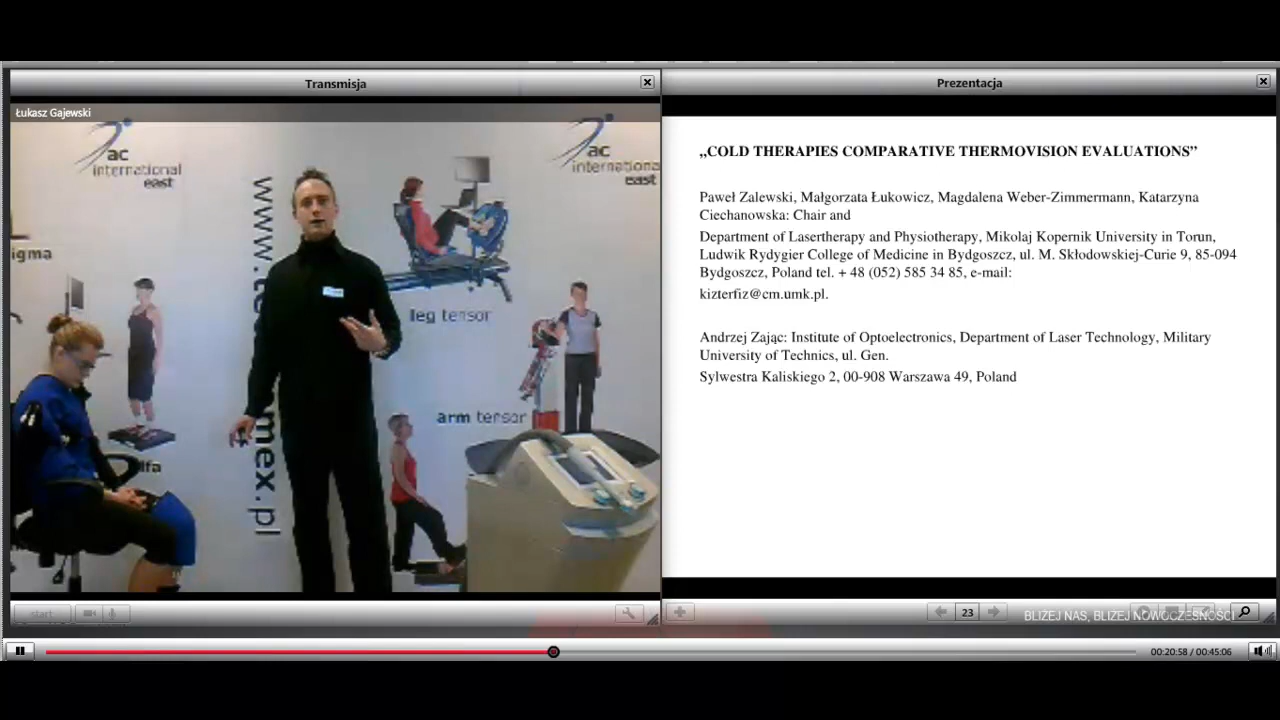 Transmisja
Prezentacja
Łukasz Gajewski
ac
international
east
ac
internationa
east
igma
leg tensor
arm tensor
lfa
www.te
mex.pl
start
„COLD THERAPIES COMPARATIVE THERMOVISION EVALUATIONS”
Paweł Zalewski, Małgorzata Łukowicz, Magdalena Weber-Zimmermann, Katarzyna
Ciechanowska: Chair and
Department of Lasertherapy and Physiotherapy, Mikolaj Kopernik University in Torun,
Ludwik Rydygier College of Medicine in Bydgoszcz, ul. M. Skłodowskiej-Curie 9, 85-094
Bydgoszcz, Poland tel. + 48 (052) 585 34 85, e-mail:
kizterfiz@cm.umk.pl.
Andrzej Zając: Institute of Optoelectronics, Department of Laser Technology, Military
University of Technics, ul. Gen.
Sylwestra Kaliskiego 2, 00-908 Warszawa 49, Poland
23
BLIŻEJ NAS, BLIŻEJ NOWOCZESNOŚCI
00:20:58 / 00:45:06